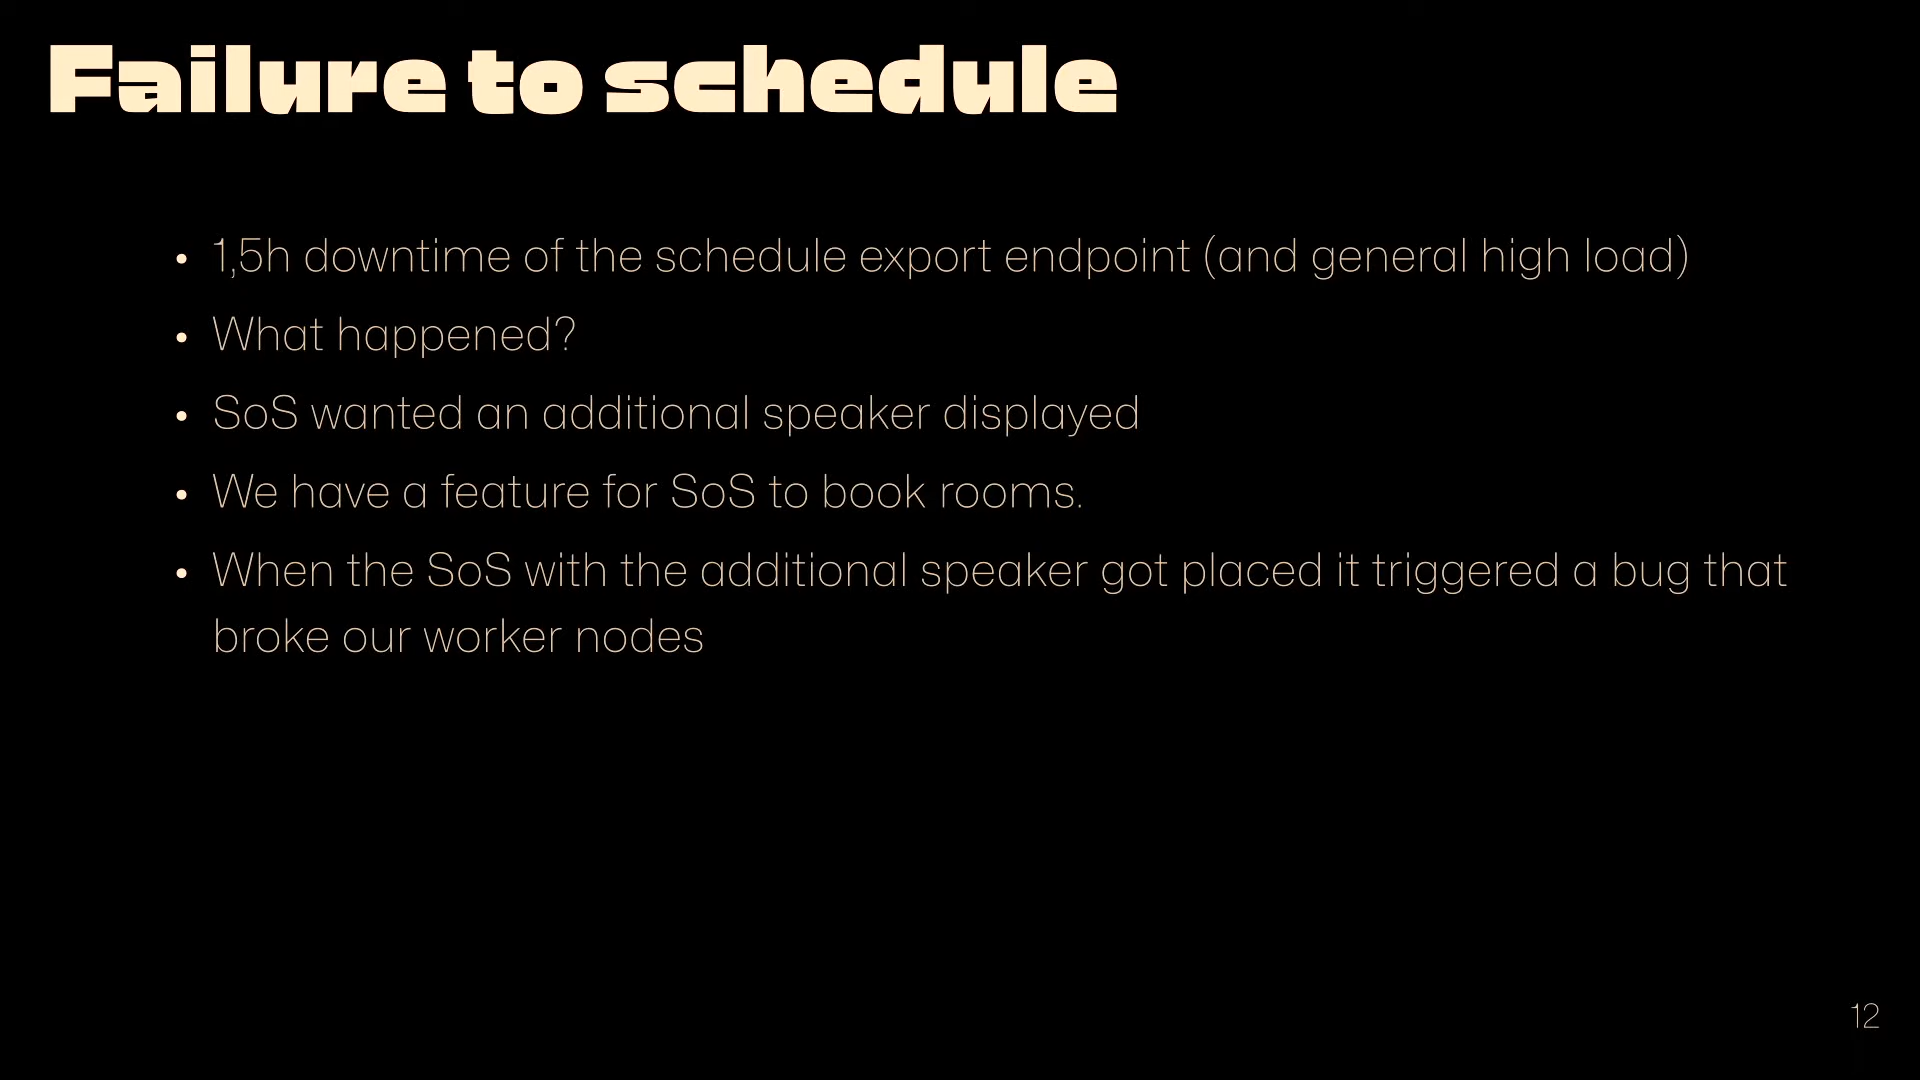 Failure to schedule
• 1,5h downtime of the schedule export endpoint (and general high load)
• What happened?
• SoS wanted an additional speaker displayed
• We have a feature for SoS to book rooms.
• When the SoS with the additional speaker got placed it triggered a bug that
broke our worker nodes
12